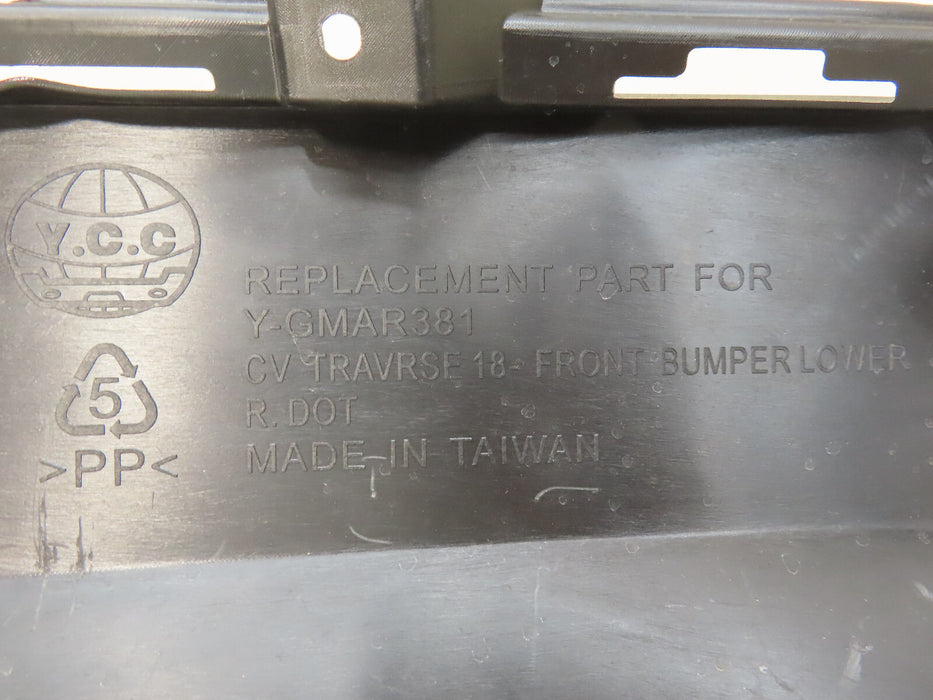 Y.C.C
REPLACEMENT PART FOR
Y-GMAR381
CV TRAVRSE 18- FRONT BUMPER LOWER
R. DOT
MADE IN TAIWAN
5
>PP<